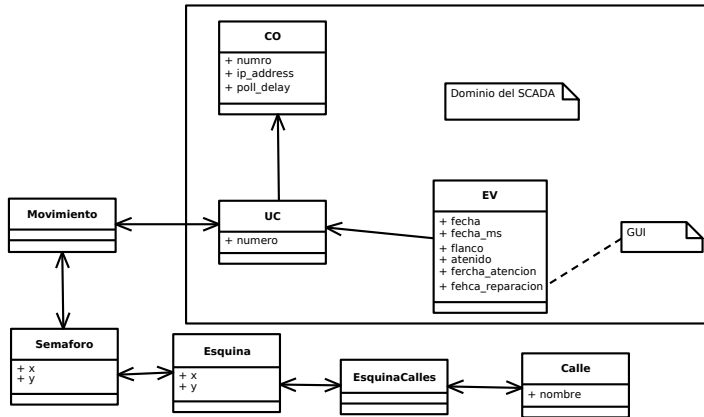 CO
+ numro
+ ip_address
+ poll_delay
Dominio del SCADA
Movimiento
UC
+ numero
EV
+ fecha
+ fecha_ms
+ flanco
+ atenido
+ fercha_atencion
+ fehca_reparacion
GUI
Semaforo
+ x
+ y
Esquina
+ x
+ y
EsquinaCalles
Calle
+ nombre